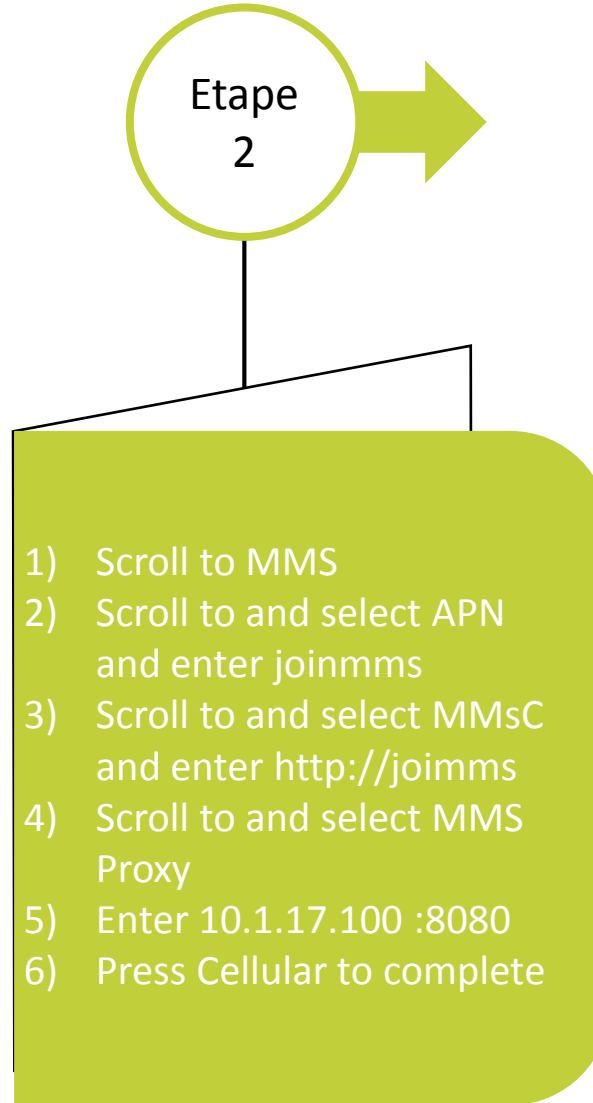 Etape
2
1) Scroll to MMS
2) Scroll to and select APN
and enter joinmms
3) Scroll to and select MMsC
and enter http://joimms
4) Scroll to and select MMS
Proxy
5) Enter 10.1.17.100 :8080
6) Press Cellular to complete